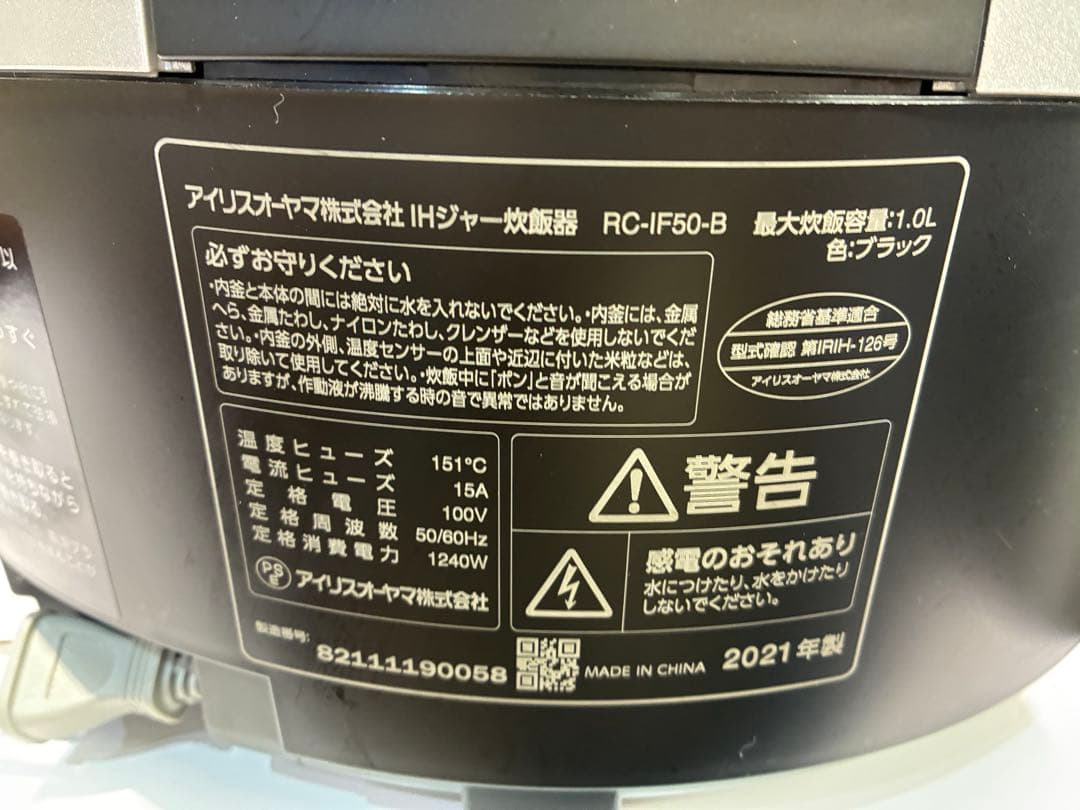 アイリスオーヤマ株式会社 IHジャー炊飯器 RC-IF50-B 最大炊飯容量:1.0L
色:ブラック
必ずお守りください
・内釜と本体の間には絶対に水を入れないでください。・内釜には、金属
へら、金属たわし、ナイロンたわし、クレンザーなどを使用しないでくだ
さい。・内釜の外側、温度センサーの上面や近辺に付いた米粒などは、
取り除いて使用してください。・炊飯中に「ポン」と音が聞こえる場合が
ありますが、作動液が沸騰する時の音で異常ではありません。
総務省基準適合
型式確認 第IRIH-126号
アイリスオーヤマ株式会社
温度ヒューズ 151℃
電流ヒューズ 15A
定格電圧 100V
定格周波数 50/60Hz
定格消費電力 1240W
PSE アイリスオーヤマ株式会社
警告
感電のおそれあり
水につけたり、水をかけたり
しないでください。
製造番号:
82111190058
MADE IN CHINA 2021年製
以
すぐ
を取ると
ながら